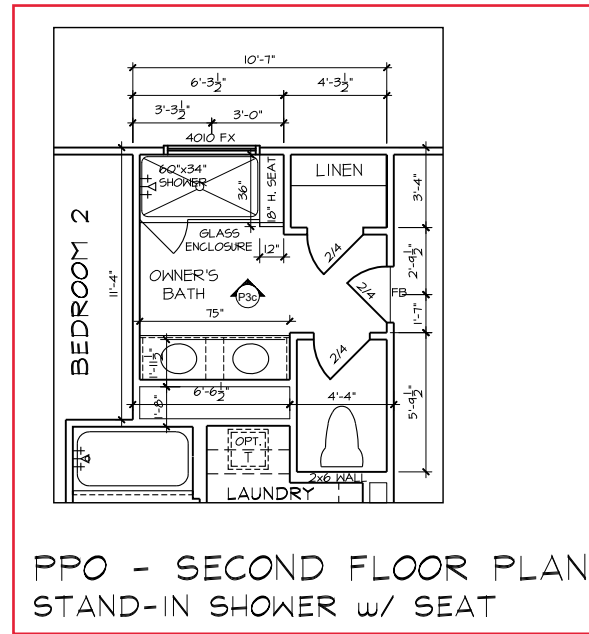 10'-7"
6'-3½" 4'-3½"
3'-3½" 3'-0"
4010 FX
60"x34"
SHOWER
36"
18" H. SEAT
LINEN
3'-4"
GLASS
ENCLOSURE
12"
2/4
2'-9½"
BEDROOM 2
11'-4"
OWNER'S
BATH
P3c
2/4
FB
75"
1'-7"
1'-11½"
2/4
6'-6½" 4'-4"
1'-8"
5'-9½"
OPT.
T
2x6 WALL
LAUNDRY
PPO - SECOND FLOOR PLAN
STAND-IN SHOWER w/ SEAT